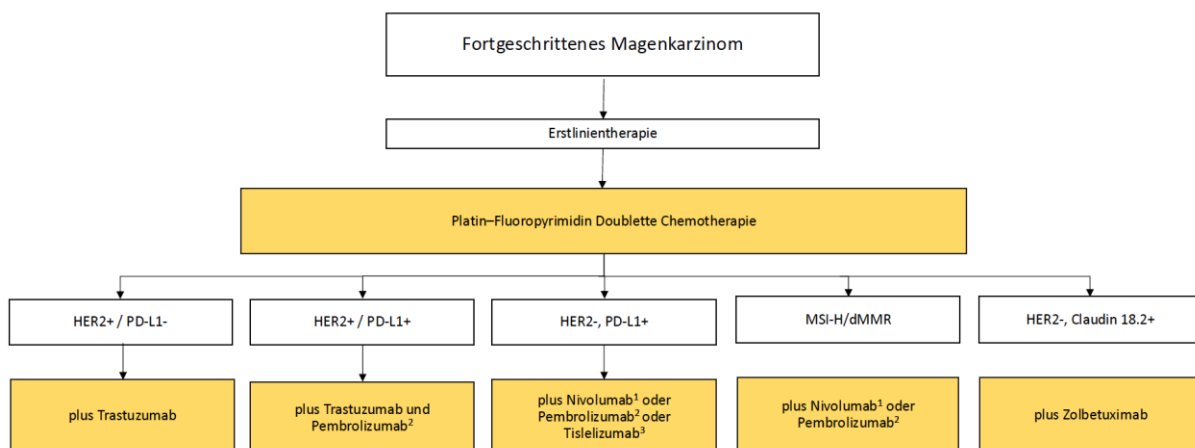 Fortgeschrittenes Magenkarzinom
Erstlinientherapie
Platin–Fluoropyrimidin Doublette Chemotherapie
HER2+ / PD-L1-
HER2+ / PD-L1+
HER2-, PD-L1+
MSI-H/dMMR
HER2-, Claudin 18.2+
plus Trastuzumab
plus Trastuzumab und
Pembrolizumab²
plus Nivolumab¹ oder
Pembrolizumab² oder
Tislelizumab³
plus Nivolumab¹ oder
Pembrolizumab²
plus Zolbetuximab